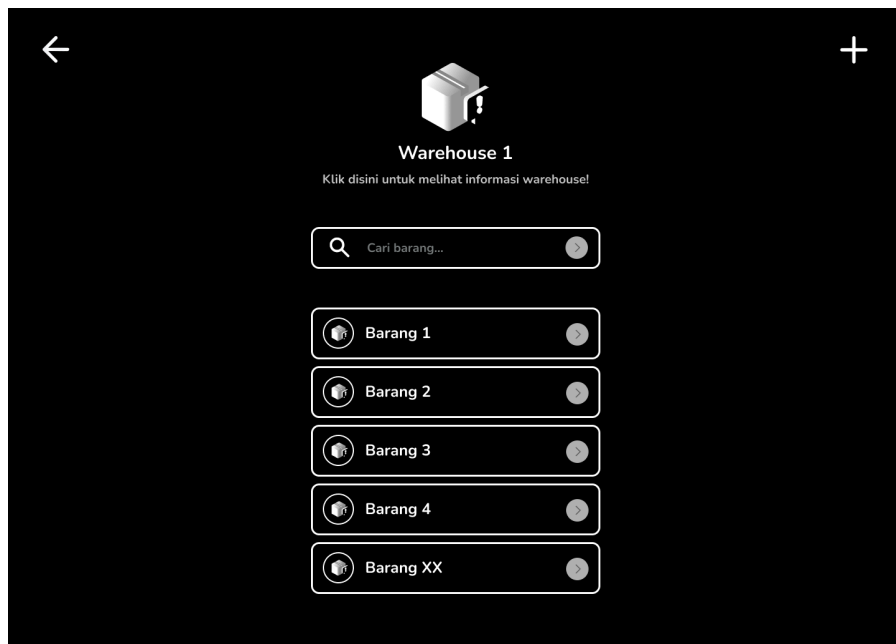 Warehouse 1
Klik disini untuk melihat informasi warehouse!
Cari barang...
Barang 1
Barang 2
Barang 3
Barang 4
Barang XX